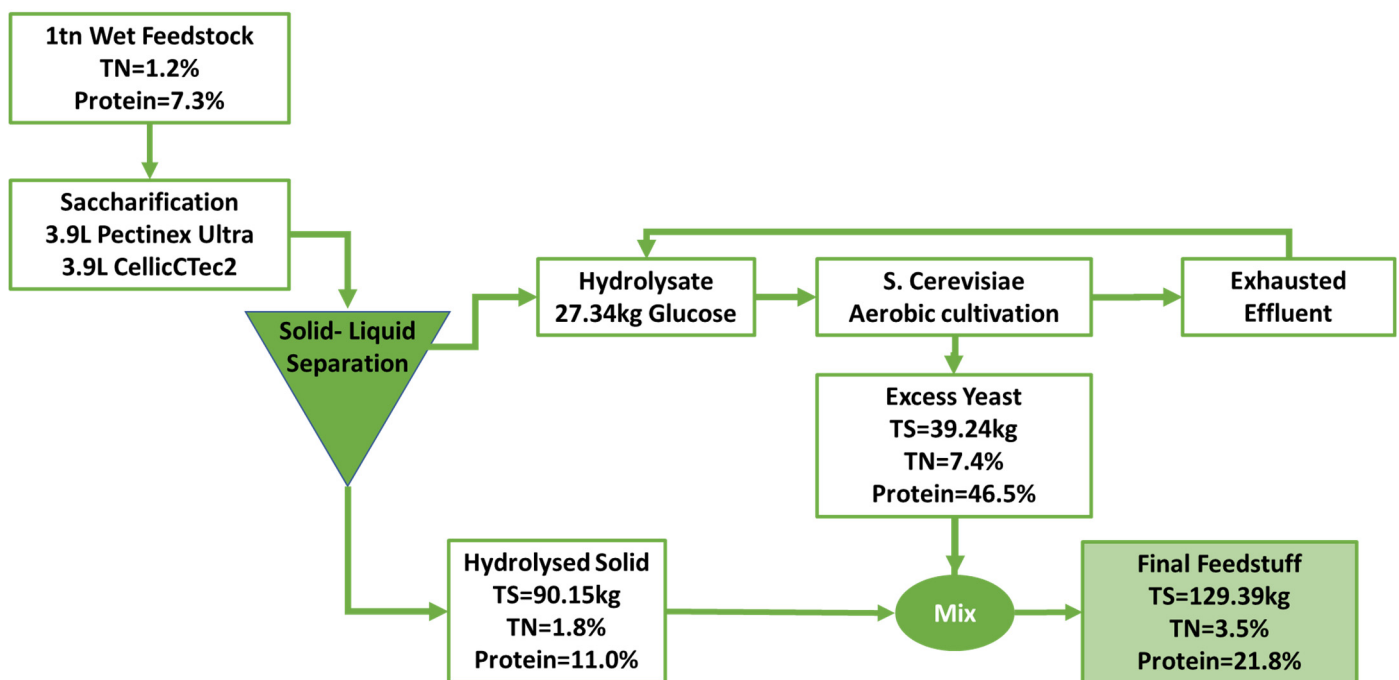 1tn Wet Feedstock
TN=1.2%
Protein=7.3%
Saccharification
3.9L Pectinex Ultra
3.9L CellicCTec2
Solid- Liquid
Separation
Hydrolysate
27.34kg Glucose
S. Cerevisiae
Aerobic cultivation
Exhausted
Effluent
Excess Yeast
TS=39.24kg
TN=7.4%
Protein=46.5%
Hydrolysed Solid
TS=90.15kg
TN=1.8%
Protein=11.0%
Mix
Final Feedstuff
TS=129.39kg
TN=3.5%
Protein=21.8%